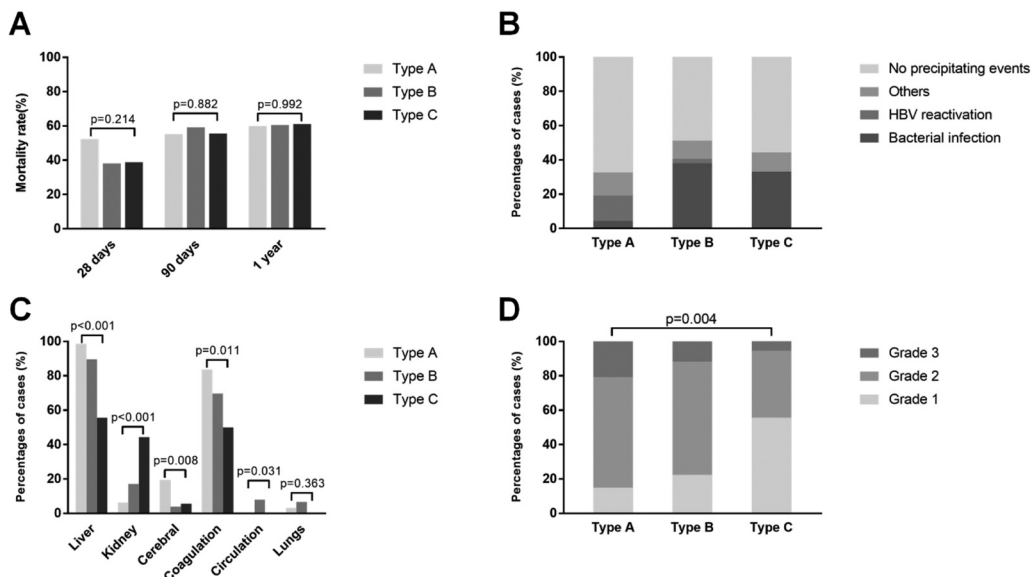 A
Mortality rate(%)
100
80
60
40
20
0
p=0.214
p=0.882
p=0.992
28 days
90 days
1 year
Type A
Type B
Type C
B
Percentages of cases (%)
100
80
60
40
20
0
Type A
Type B
Type C
No precipitating events
Others
HBV reactivation
Bacterial infection
C
Percentages of cases (%)
100
80
60
40
20
0
p<0.001
p<0.001
p=0.008
p=0.011
p=0.031
p=0.363
Liver
Kidney
Cerebral
Coagulation
Circulation
Lungs
Type A
Type B
Type C
D
Percentages of cases (%)
100
80
60
40
20
0
p=0.004
Type A
Type B
Type C
Grade 3
Grade 2
Grade 1